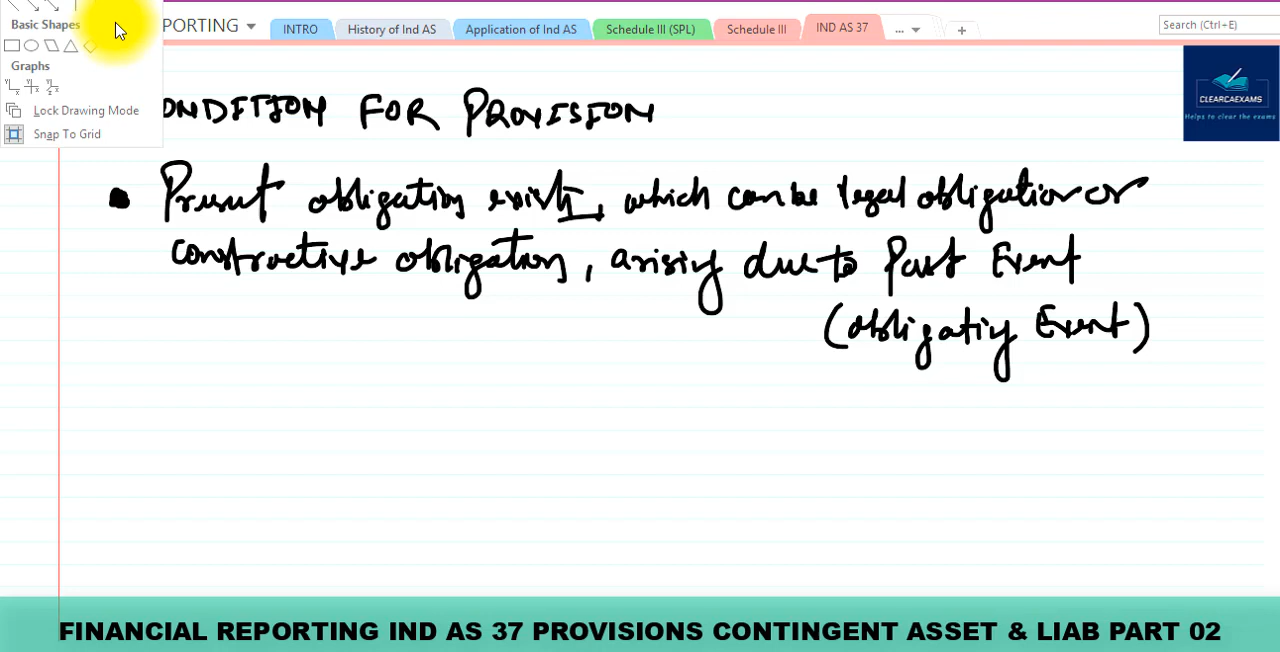 Basic Shapes
Graphs
Lock Drawing Mode
Snap To Grid
PORTING
INTRO
History of Ind AS
Application of Ind AS
Schedule III (SPL)
Schedule III
IND AS 37
...
Search (Ctrl+E)
CLEARCAEXAMS
Helps to clear the exams
ONDITION FOR PROVISION
• Present obligation exists, which can be legal obligation or
constructive obligation, arising due to Past Event
(obligating Event)
FINANCIAL REPORTING IND AS 37 PROVISIONS CONTINGENT ASSET & LIAB PART 02